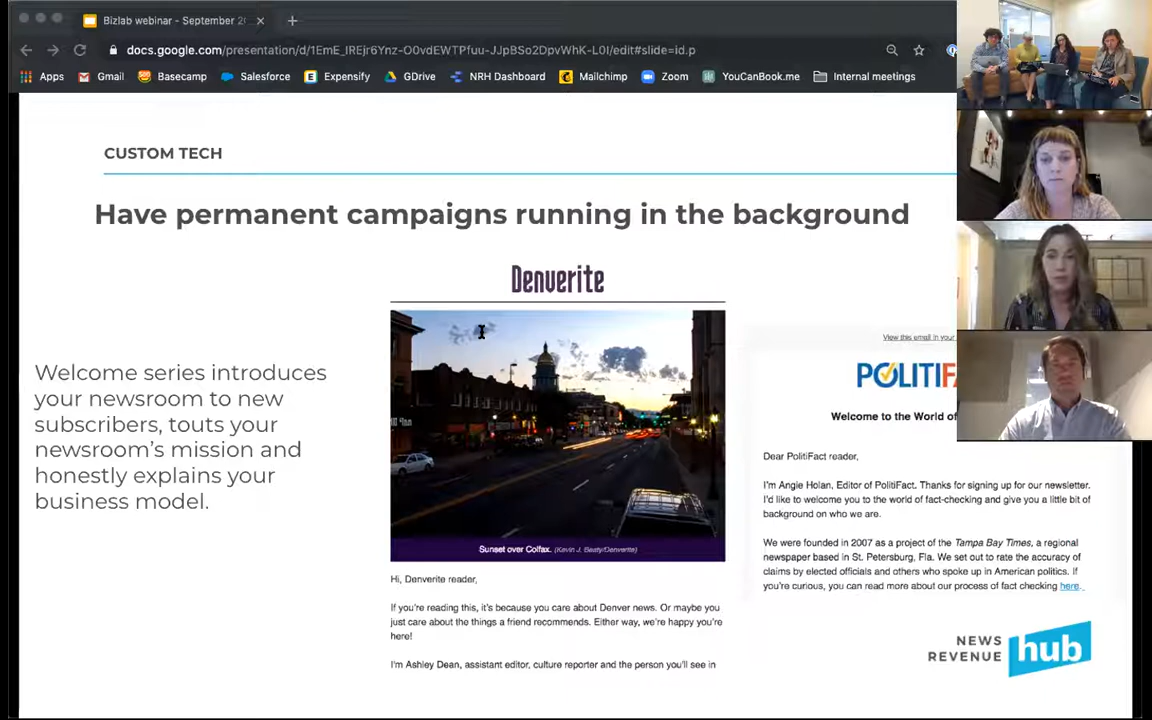 Bizlab webinar - September 2
docs.google.com/presentation/d/1EmE_IREjr6Ynz-O0vdEWTPfuu-JJpBSo2DpvWhK-L0I/edit#slide=id.p
Apps Gmail Basecamp Salesforce Expensify GDrive NRH Dashboard Mailchimp Zoom YouCanBook.me Internal meetings
CUSTOM TECH
Have permanent campaigns running in the background
Welcome series introduces
your newsroom to new
subscribers, touts your
newsroom's mission and
honestly explains your
business model.
Denverite
Sunset over Colfax. (Kevin J. Beaty/Denverite)
Hi, Denverite reader,
If you're reading this, it's because you care about Denver news. Or maybe you
just care about the things a friend recommends. Either way, we're happy you're
here!
I'm Ashley Dean, assistant editor, culture reporter and the person you'll see in
View this email in your
POLITIFA
Welcome to the World of
Dear PolitiFact reader,
I'm Angie Holan, Editor of PolitiFact. Thanks for signing up for our newsletter.
I'd like to welcome you to the world of fact-checking and give you a little bit of
background on who we are.
We were founded in 2007 as a project of the Tampa Bay Times, a regional
newspaper based in St. Petersburg, Fla. We set out to rate the accuracy of
claims by elected officials and others who spoke up in American politics. If
you're curious, you can read more about our process of fact checking here.
NEWS
REVENUE
hub